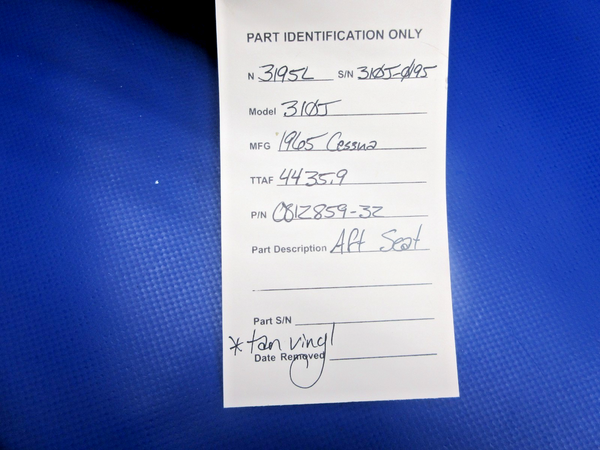 PART IDENTIFICATION ONLY
N 3195L S/N 310J-0195
Model 310J
MFG 1965 Cessna
TTAF 4435.9
P/N 0812859-32
Part Description Aft Seat
Part S/N
* tan vinyl
Date Removed